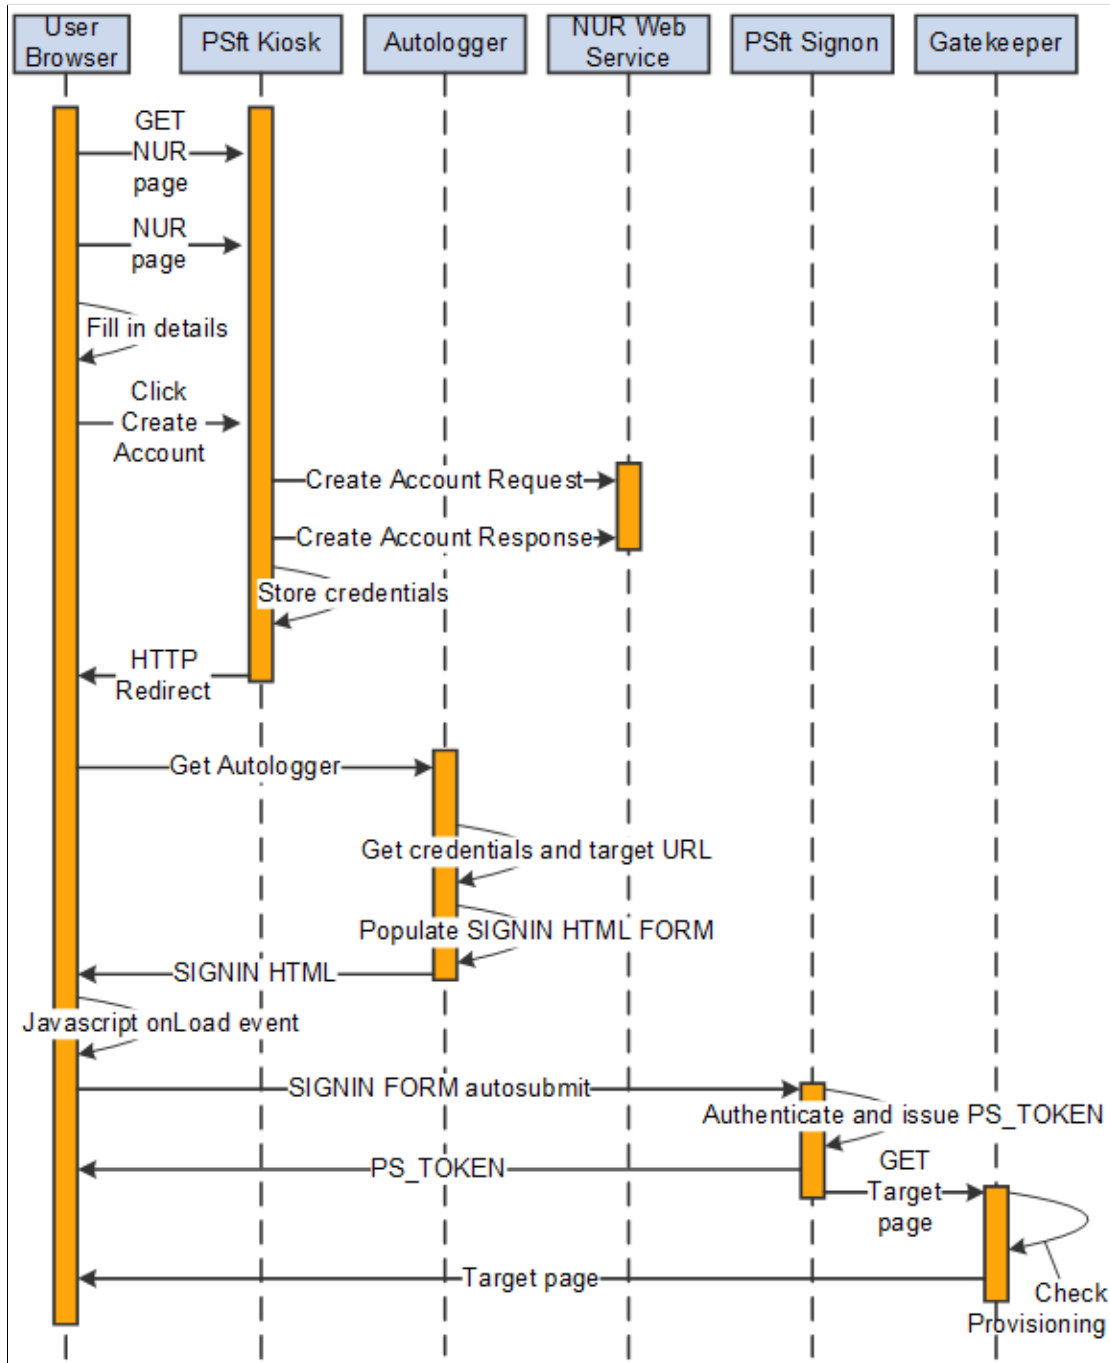 User
Browser
PSft Kiosk
Autologger
NUR Web
Service
PSft Signon
Gatekeeper
GET
NUR
page
NUR
page
Fill in details
Click
Create
Account
Create Account Request
Create Account Response
Store credentials
HTTP
Redirect
Get Autologger
Get credentials and target URL
Populate SIGNIN HTML FORM
SIGNIN HTML
Javascript onLoad event
SIGNIN FORM autosubmit
Authenticate and issue PS_TOKEN
PS_TOKEN
GET
Target
page
Target page
Check
Provisioning